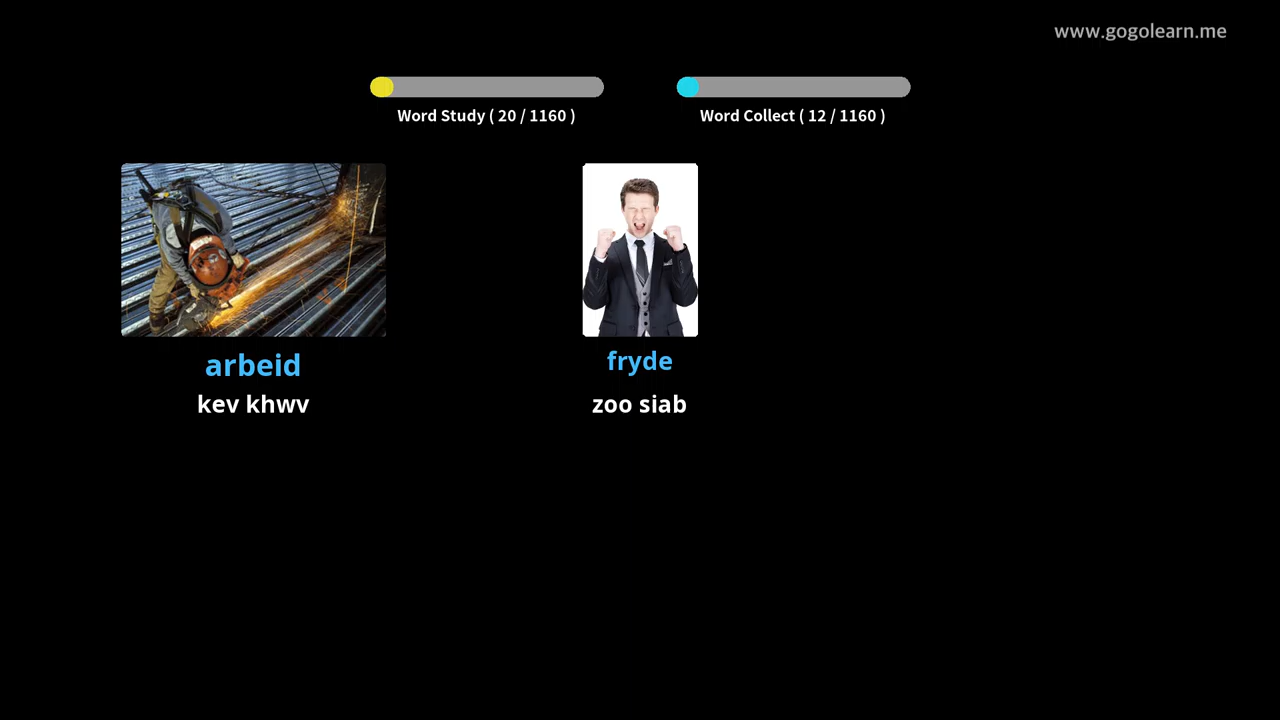 www.gogolearn.me
Word Study ( 20 / 1160 )
Word Collect ( 12 / 1160 )
arbeid
kev khwv
fryde
zoo siab